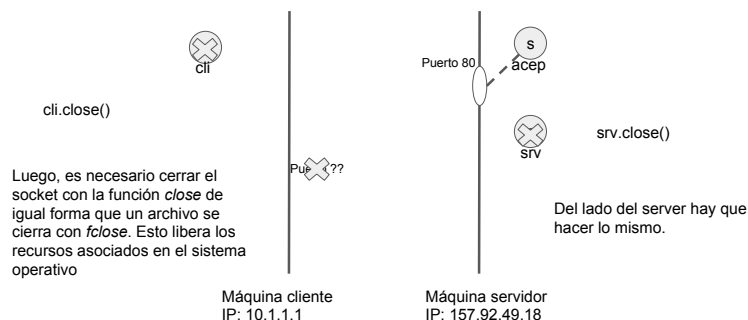 cli
cli.close()
Luego, es necesario cerrar el
socket con la función close de
igual forma que un archivo se
cierra con fclose. Esto libera los
recursos asociados en el sistema
operativo
??
Máquina cliente
IP: 10.1.1.1
Puerto 80
s
acep
srv
srv.close()
Del lado del server hay que
hacer lo mismo.
Máquina servidor
IP: 157.92.49.18